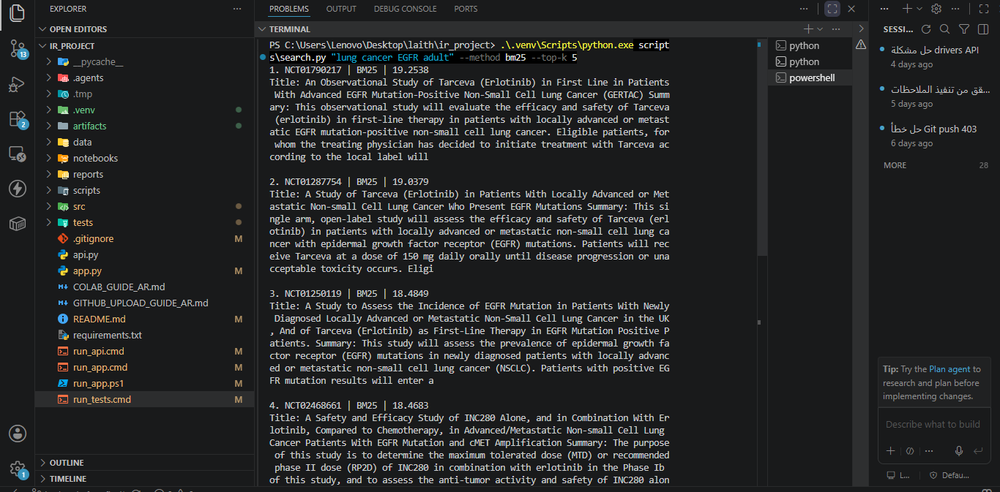 EXPLORER
OPEN EDITORS
IR_PROJECT
__pycache__
.agents
.tmp
.venv
artifacts
data
notebooks
reports
scripts
src
tests
.gitignore M
api.py
app.py M
COLAB_GUIDE_AR.md
GITHUB_UPLOAD_GUIDE_AR.md
README.md M
requirements.txt
run_api.cmd M
run_app.cmd M
run_app.ps1 M
run_tests.cmd M
OUTLINE
TIMELINE
13
2
1
PROBLEMS OUTPUT DEBUG CONSOLE PORTS
TERMINAL
PS C:\Users\Lenovo\Desktop\laith\ir_project> .\.venv\Scripts\python.exe script
s\search.py "lung cancer EGFR adult" --method bm25 --top-k 5
1. NCT01790217 | BM25 | 19.2538
Title: An Observational Study of Tarceva (Erlotinib) in First Line in Patients
With Advanced EGFR Mutation-Positive Non-Small Cell Lung Cancer (GERTAC) Summ
ary: This observational study will evaluate the efficacy and safety of Tarceva
(erlotinib) in first-line therapy in patients with locally advanced or metast
atic EGFR mutation-positive non-small cell lung cancer. Eligible patients, for
whom the treating physician has decided to initiate treatment with Tarceva ac
cording to the local label will
2. NCT01287754 | BM25 | 19.0379
Title: A Study of Tarceva (Erlotinib) in Patients With Locally Advanced or Met
astatic Non-small Cell Lung Cancer Who Present EGFR Mutations Summary: This si
ngle arm, open-label study will assess the efficacy and safety of Tarceva (erl
otinib) in patients with locally advanced or metastatic non-small cell lung ca
ncer with epidermal growth factor receptor (EGFR) mutations. Patients will rec
eive Tarceva at a dose of 150 mg daily orally until disease progression or una
cceptable toxicity occurs. Eligi
3. NCT01250119 | BM25 | 18.4849
Title: A Study to Assess the Incidence of EGFR Mutation in Patients With Newly
Diagnosed Locally Advanced or Metastatic Non-Small Cell Lung Cancer in the UK
, And of Tarceva (Erlotinib) as First-Line Therapy in EGFR Mutation Positive P
atients. Summary: This study will assess the prevalence of epidermal growth fa
ctor receptor (EGFR) mutations in newly diagnosed patients with locally advanc
ed or metastatic non-small cell lung cancer (NSCLC). Patients with positive EG
FR mutation results will enter a
4. NCT02468661 | BM25 | 18.4683
Title: A Safety and Efficacy Study of INC280 Alone, and in Combination With Er
lotinib, Compared to Chemotherapy, in Advanced/Metastatic Non-small Cell Lung
Cancer Patients With EGFR Mutation and cMET Amplification Summary: The purpose
of this study is to determine the maximum tolerated dose (MTD) or recommended
phase II dose (RP2D) of INC280 in combination with erlotinib in the Phase Ib
of this study, and to assess the anti-tumor activity and safety of INC280 alon
python
python
powershell
SESSI...
حل مشكلة drivers API
4 days ago
...قق من تنفيذ الملاحظات
5 days ago
حل خطأ Git push 403
6 days ago
MORE 28
Tip: Try the Plan agent to
research and plan before
implementing changes.
Describe what to build
L... Defau...